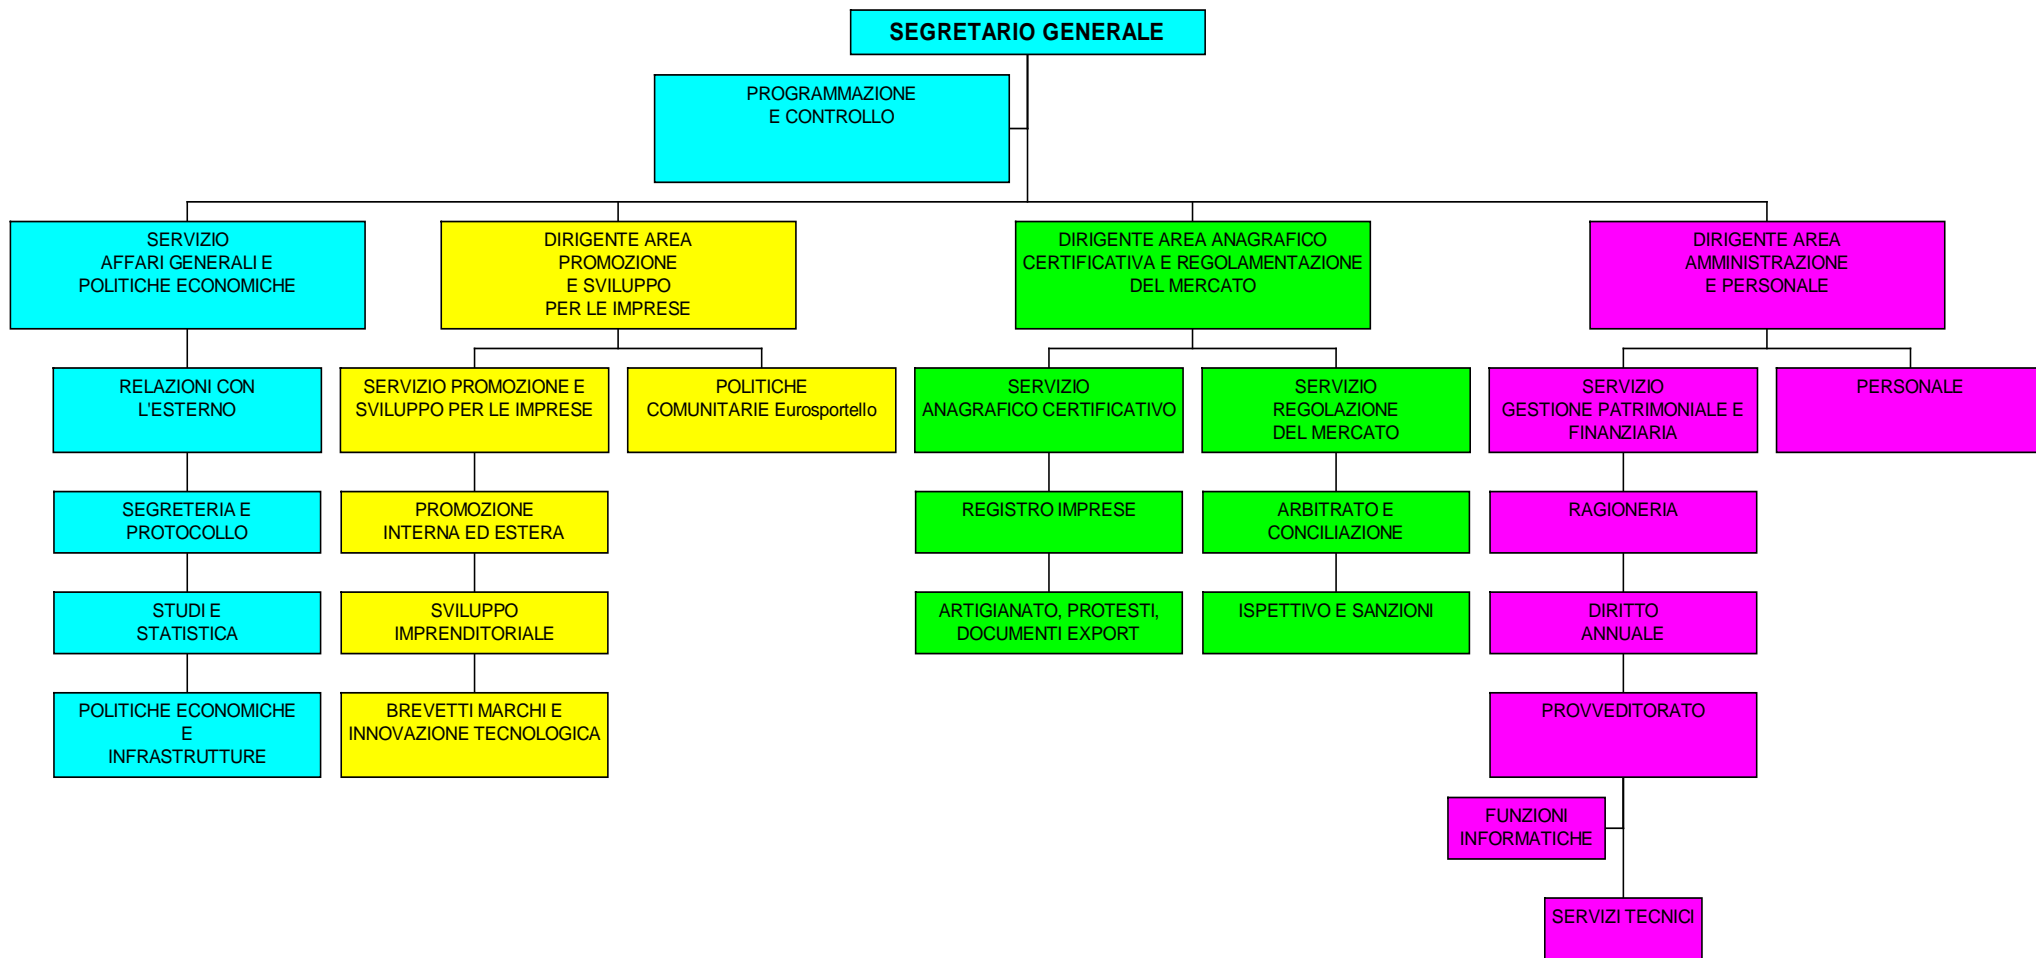 SEGRETARIO GENERALE
PROGRAMMAZIONE
E CONTROLLO
SERVIZIO
AFFARI GENERALI E
POLITICHE ECONOMICHE
DIRIGENTE AREA
PROMOZIONE
E SVILUPPO
PER LE IMPRESE
DIRIGENTE AREA ANAGRAFICO
CERTIFICATIVA E REGOLAMENTAZIONE
DEL MERCATO
DIRIGENTE AREA
AMMINISTRAZIONE
E PERSONALE
RELAZIONI CON
L'ESTERNO
SERVIZIO PROMOZIONE E
SVILUPPO PER LE IMPRESE
POLITICHE
COMUNITARIE Eurosportello
SERVIZIO
ANAGRAFICO CERTIFICATIVO
SERVIZIO
REGOLAZIONE
DEL MERCATO
SERVIZIO
GESTIONE PATRIMONIALE E
FINANZIARIA
PERSONALE
SEGRETERIA E
PROTOCOLLO
PROMOZIONE
INTERNA ED ESTERA
REGISTRO IMPRESE
ARBITRATO E
CONCILIAZIONE
RAGIONERIA
STUDI E
STATISTICA
SVILUPPO
IMPRENDITORIALE
ARTIGIANATO, PROTESTI,
DOCUMENTI EXPORT
ISPETTIVO E SANZIONI
DIRITTO
ANNUALE
POLITICHE ECONOMICHE
E
INFRASTRUTTURE
BREVETTI MARCHI E
INNOVAZIONE TECNOLOGICA
PROVVEDITORATO
FUNZIONI
INFORMATICHE
SERVIZI TECNICI